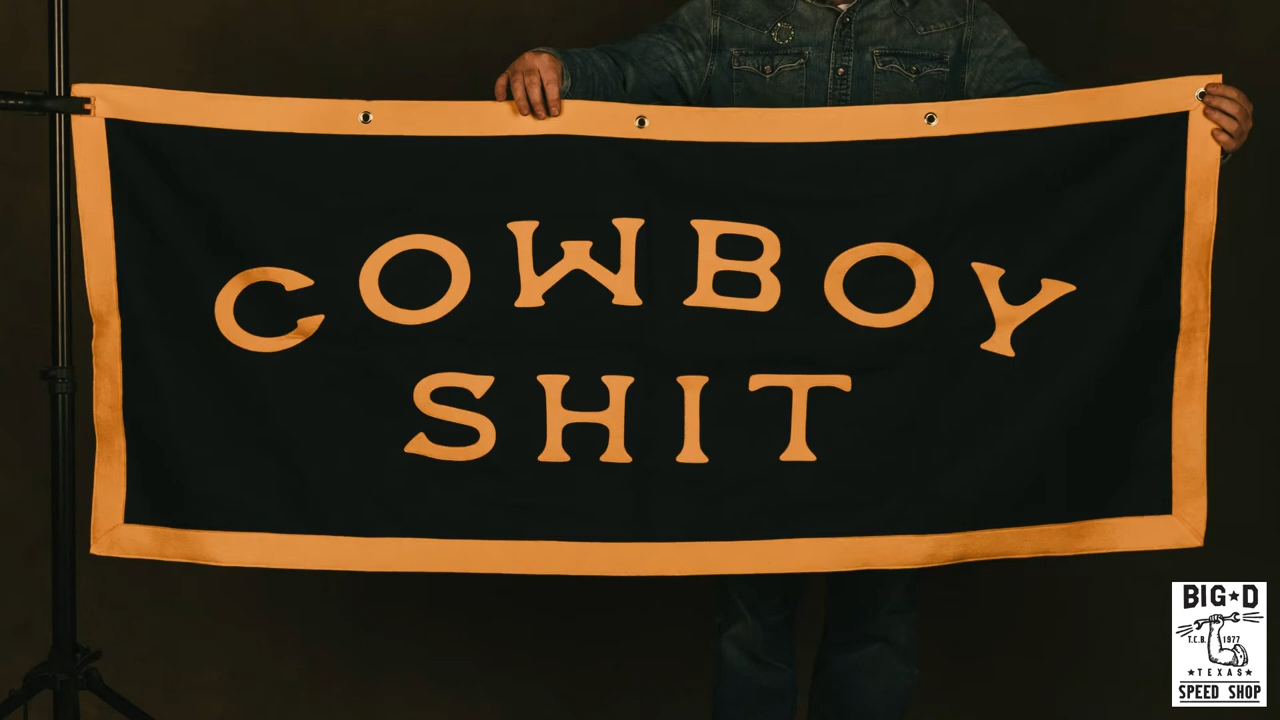 COWBOY
SHIT
BIG★D
T.C.B. 1977
★TEXAS★
SPEED SHOP